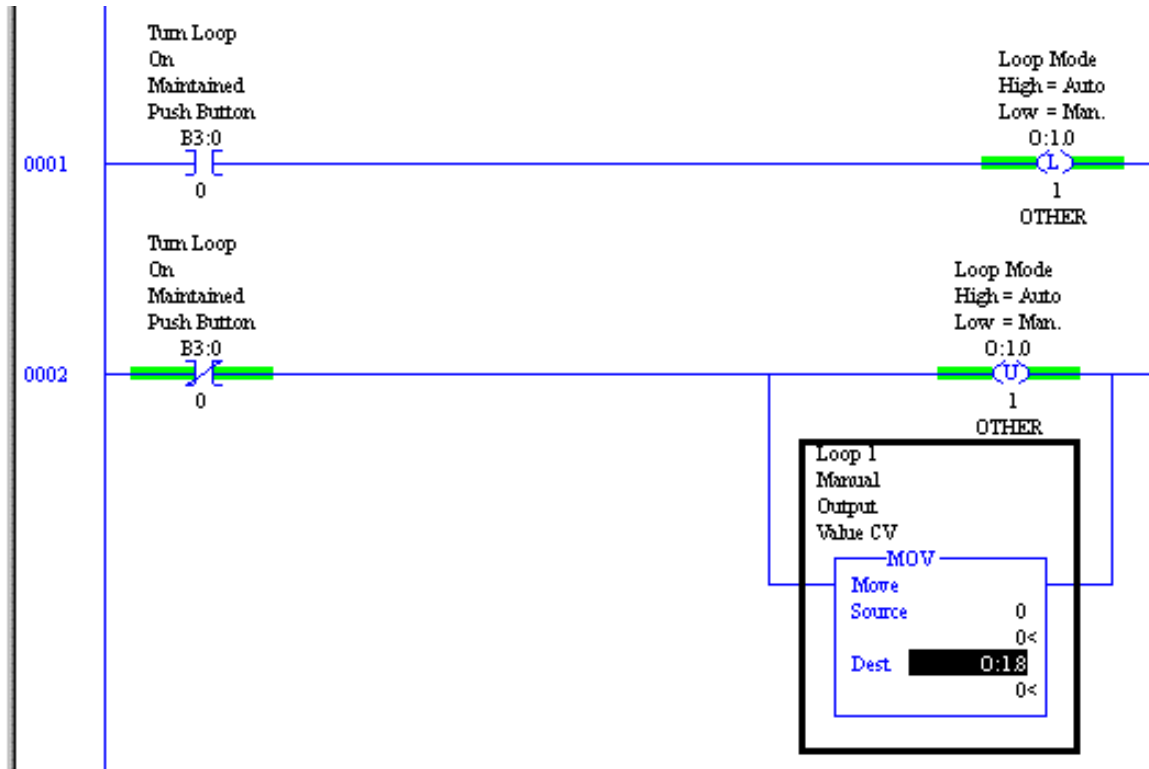 Turn Loop
On
Maintained
Push Button
B3:0
0001
0
Loop Mode
High = Auto
Low = Man.
O:1.0
L
1
OTHER
Turn Loop
On
Maintained
Push Button
B3:0
0002
0
Loop Mode
High = Auto
Low = Man.
O:1.0
U
1
OTHER
Loop 1
Manual
Output
Value CV
MOV
Move
Source 0
0<
Dest O:1.8
0<